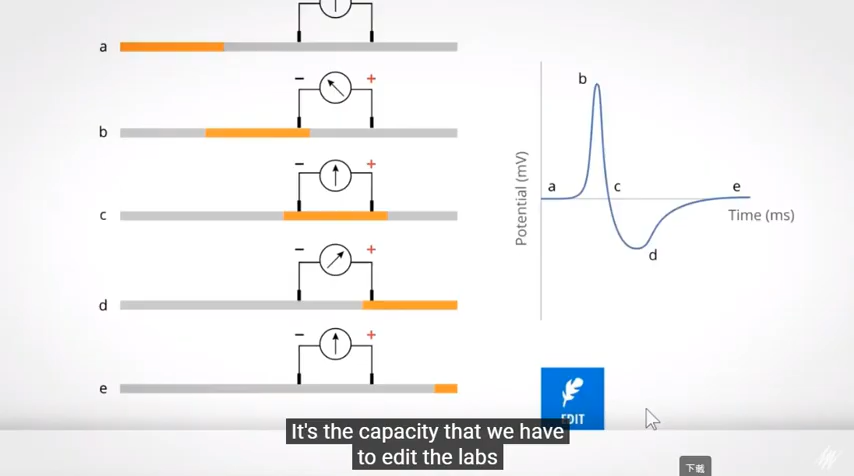 a
− +
b
− +
c
− +
d
− +
e
b
a
c
e
d
Potential (mV)
Time (ms)
EDIT
It's the capacity that we have
to edit the labs
下載